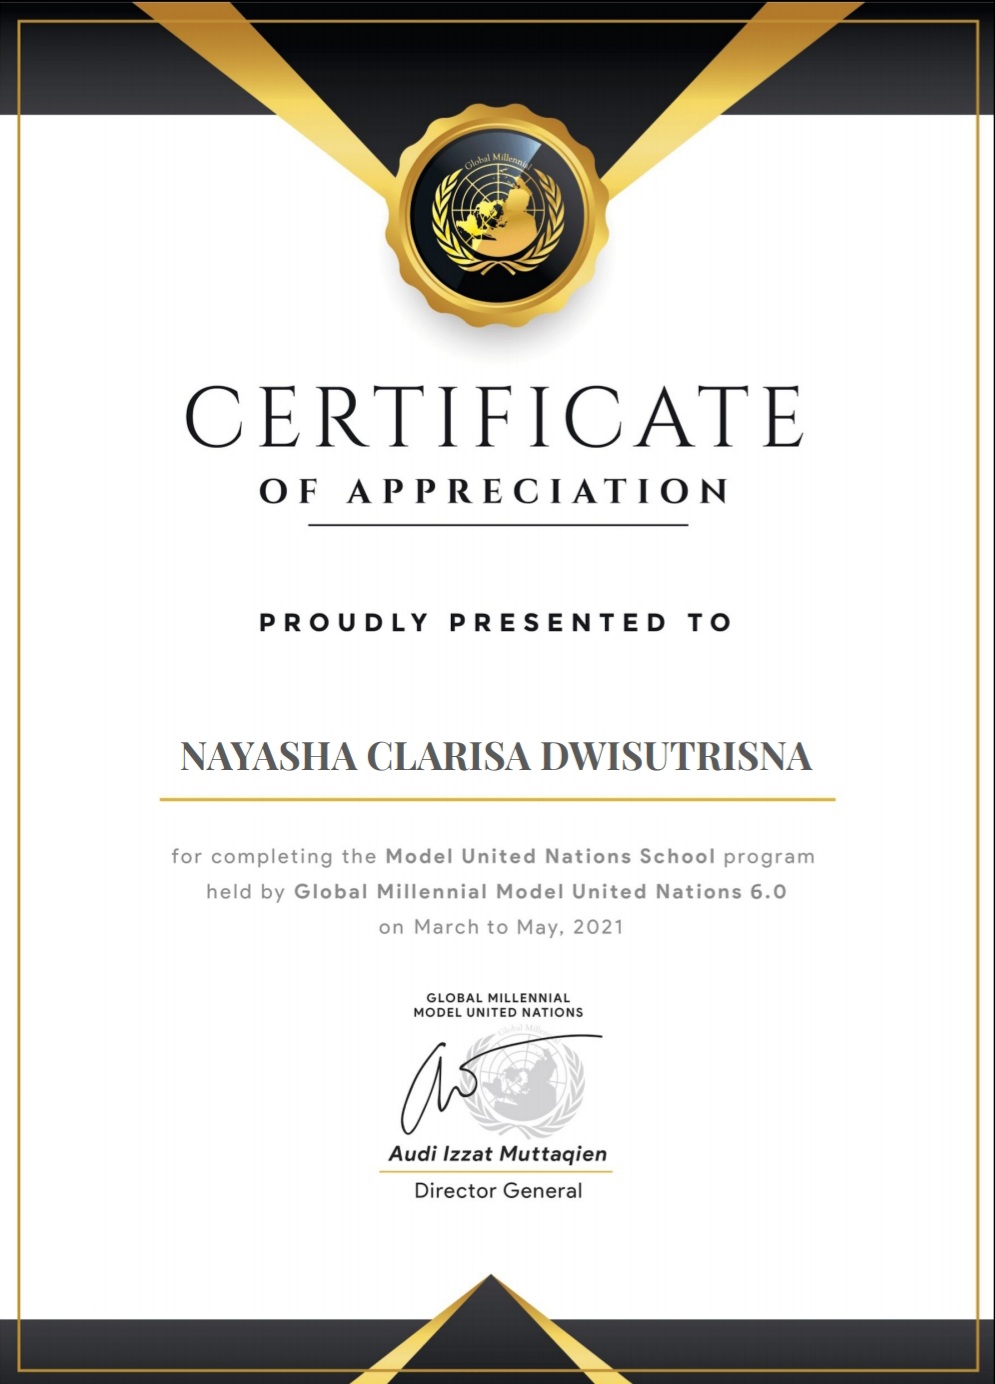 Global Millennial
CERTIFICATE
OF APPRECIATION
PROUDLY PRESENTED TO
NAYASHA CLARISA DWISUTRISNA
for completing the Model United Nations School program
held by Global Millennial Model United Nations 6.0
on March to May, 2021
GLOBAL MILLENNIAL
MODEL UNITED NATIONS
Audi Izzat Muttaqien
Director General